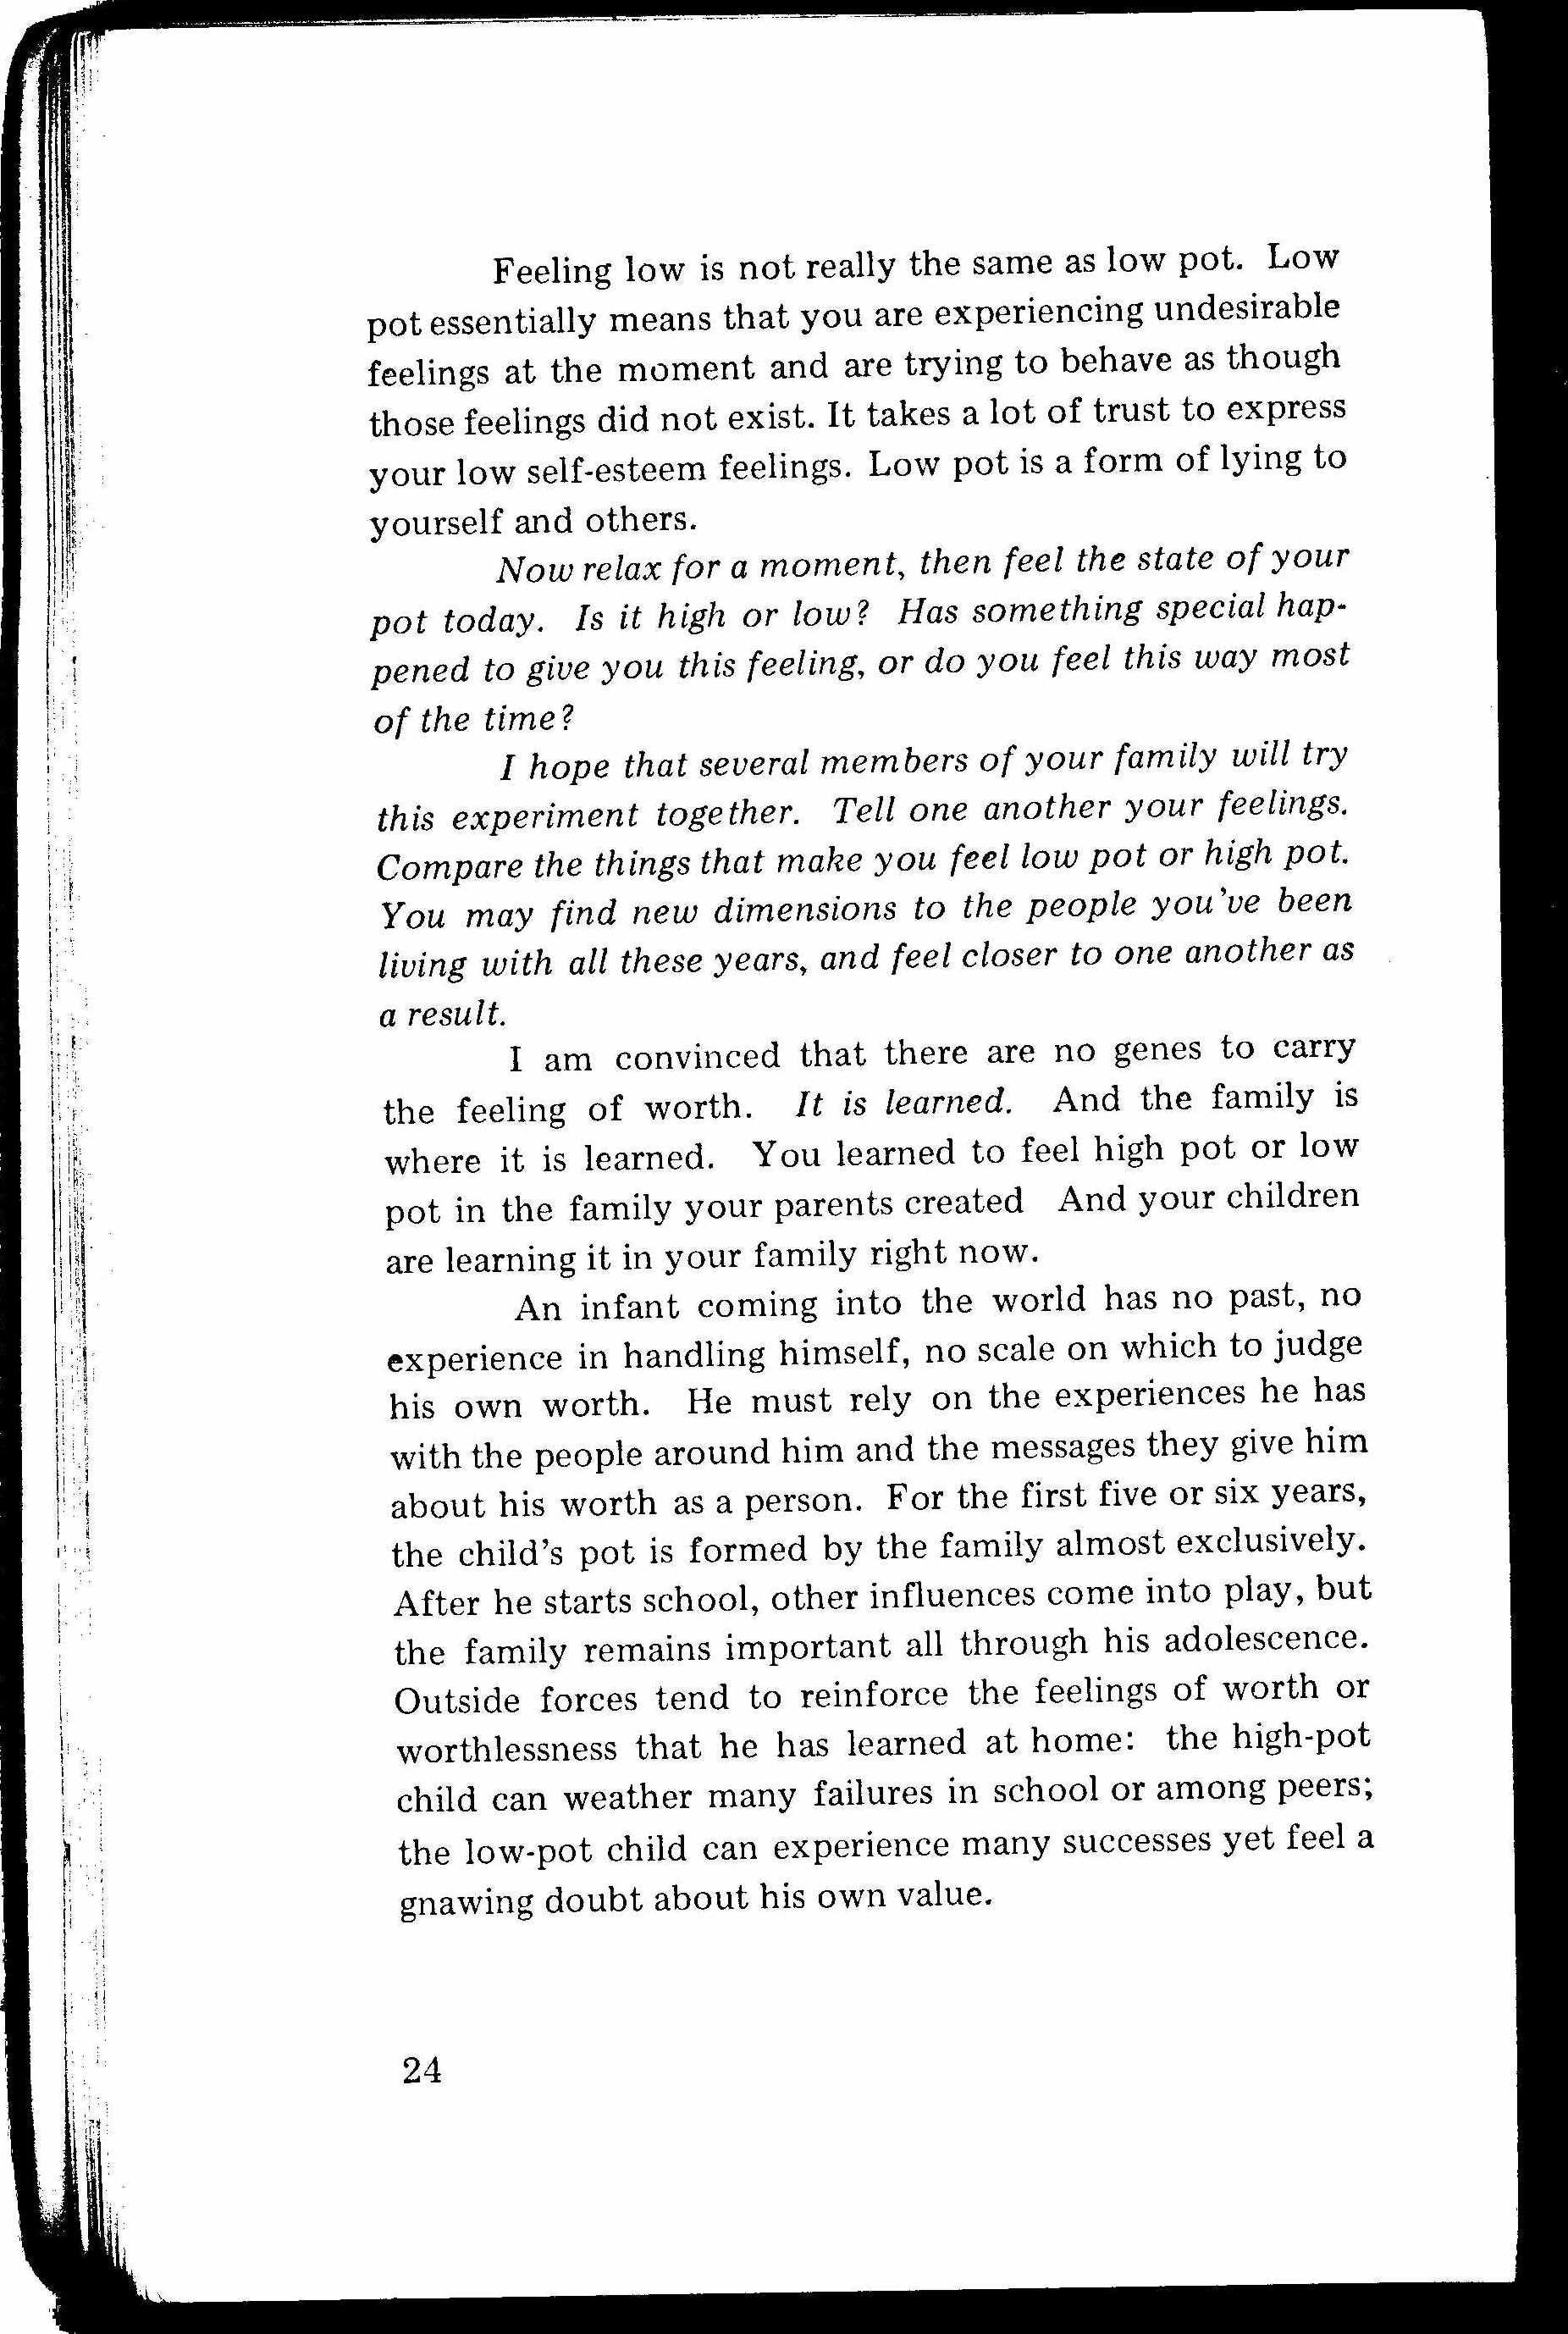 Feeling low is not really the same as low pot. Low
pot essentially means that you are experiencing undesirable
feelings at the moment and are trying to behave as though
those feelings did not exist. It takes a lot of trust to express
your low self-esteem feelings. Low pot is a form of lying to
yourself and others.
Now relax for a moment, then feel the state of your
pot today. Is it high or low? Has something special hap-
pened to give you this feeling, or do you feel this way most
of the time?
I hope that several members of your family will try
this experiment together. Tell one another your feelings.
Compare the things that make you feel low pot or high pot.
You may find new dimensions to the people you've been
living with all these years, and feel closer to one another as
a result.
I am convinced that there are no genes to carry
the feeling of worth. It is learned. And the family is
where it is learned. You learned to feel high pot or low
pot in the family your parents created And your children
are learning it in your family right now.
An infant coming into the world has no past, no
experience in handling himself, no scale on which to judge
his own worth. He must rely on the experiences he has
with the people around him and the messages they give him
about his worth as a person. For the first five or six years,
the child's pot is formed by the family almost exclusively.
After he starts school, other influences come into play, but
the family remains important all through his adolescence.
Outside forces tend to reinforce the feelings of worth or
worthlessness that he has learned at home: the high-pot
child can weather many failures in school or among peers;
the low-pot child can experience many successes yet feel a
gnawing doubt about his own value.
24